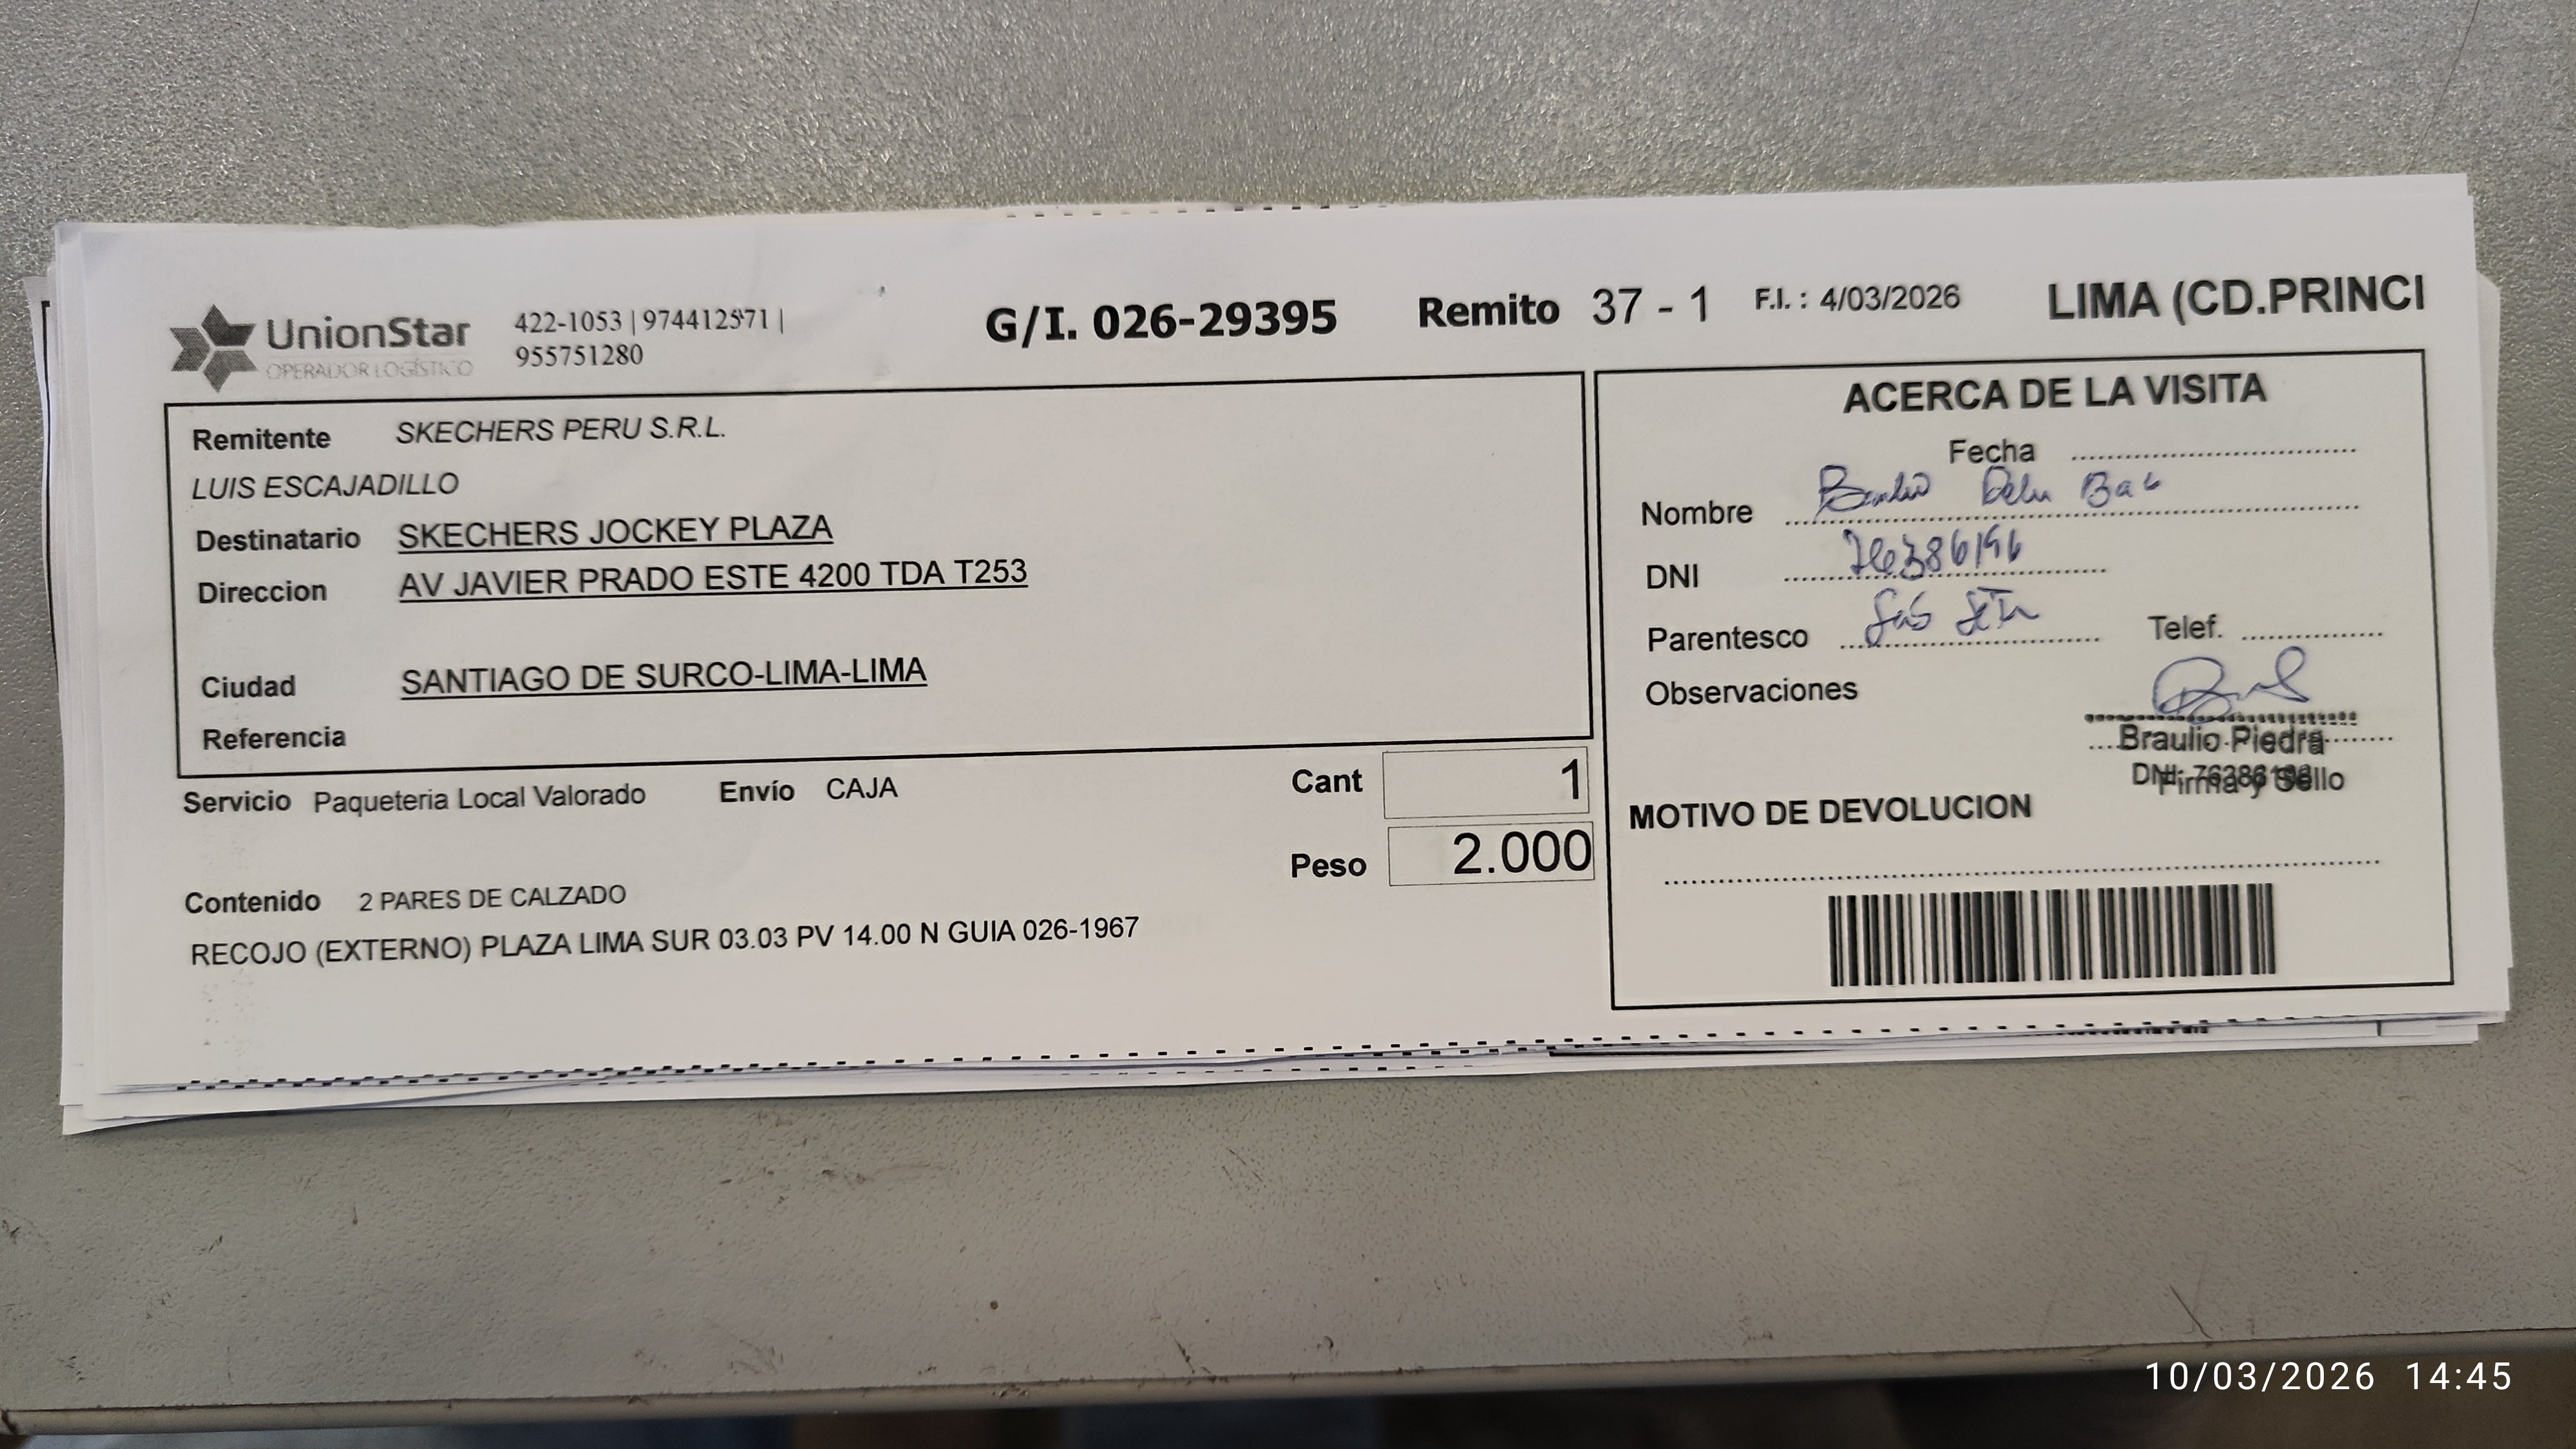 UnionStar
OPERADOR LOGÍSTICO
422-1053 | 974412571 |
955751280
G/I. 026-29395
Remito 37 - 1
F.I. : 4/03/2026
LIMA (CD.PRINCI
Remitente SKECHERS PERU S.R.L.
LUIS ESCAJADILLO
Destinatario SKECHERS JOCKEY PLAZA
Direccion AV JAVIER PRADO ESTE 4200 TDA T253
Ciudad SANTIAGO DE SURCO-LIMA-LIMA
Referencia
Servicio Paqueteria Local Valorado Envío CAJA
Cant 1
Peso 2.000
Contenido 2 PARES DE CALZADO
RECOJO (EXTERNO) PLAZA LIMA SUR 03.03 PV 14.00 N GUIA 026-1967
ACERCA DE LA VISITA
Fecha
Nombre Braulio
DNI
Parentesco
Telef.
Observaciones
Braulio Piedra
DNI:
Firma y Sello
MOTIVO DE DEVOLUCION
10/03/2026 14:45